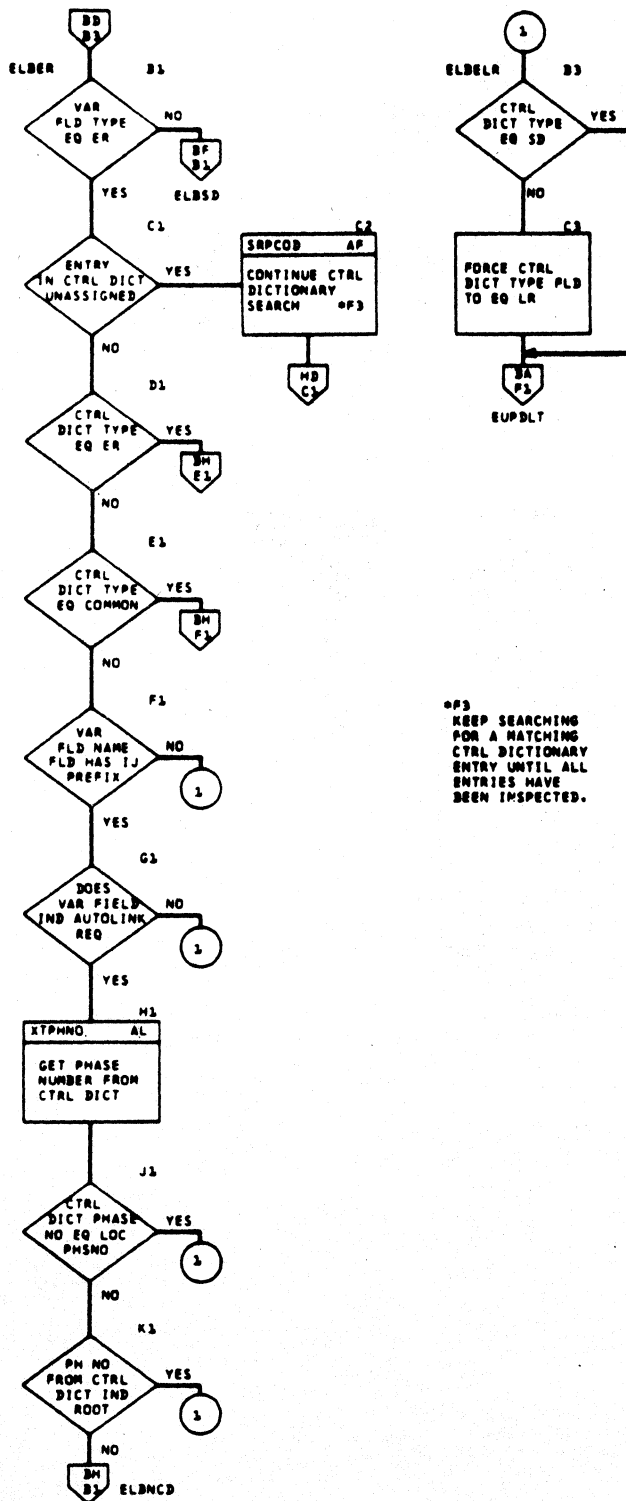 BD
B1
ELBER
B1
VAR
FLD TYPE
EQ ER
NO
BF
B1
ELBSD
YES
C1
ENTRY
IN CTRL DICT
UNASSIGNED
YES
C2
SRPCOD AF
CONTINUE CTRL
DICTIONARY
SEARCH *F3
HD
C1
NO
D1
CTRL
DICT TYPE
EQ ER
YES
BH
E1
NO
E1
CTRL
DICT TYPE
EQ COMMON
YES
BH
F1
NO
F1
VAR
FLD NAME
FLD HAS IJ
PREFIX
NO
1
YES
G1
DOES
VAR FIELD
IND AUTOLINK
REQ
NO
1
YES
H1
XTPHNO AL
GET PHASE
NUMBER FROM
CTRL DICT
J1
CTRL
DICT PHASE
NO EQ LOC
PHSNO
YES
1
NO
K1
PH NO
FROM CTRL
DICT IND
ROOT
YES
1
NO
BH
B1
ELBNCD
1
ELBELR
B3
CTRL
DICT TYPE
EQ SD
YES
NO
C3
FORCE CTRL
DICT TYPE FLD
TO EQ LR
BA
F1
EUPDLT
*F3
KEEP SEARCHING
FOR A MATCHING
CTRL DICTIONARY
ENTRY UNTIL ALL
ENTRIES HAVE
BEEN INSPECTED.